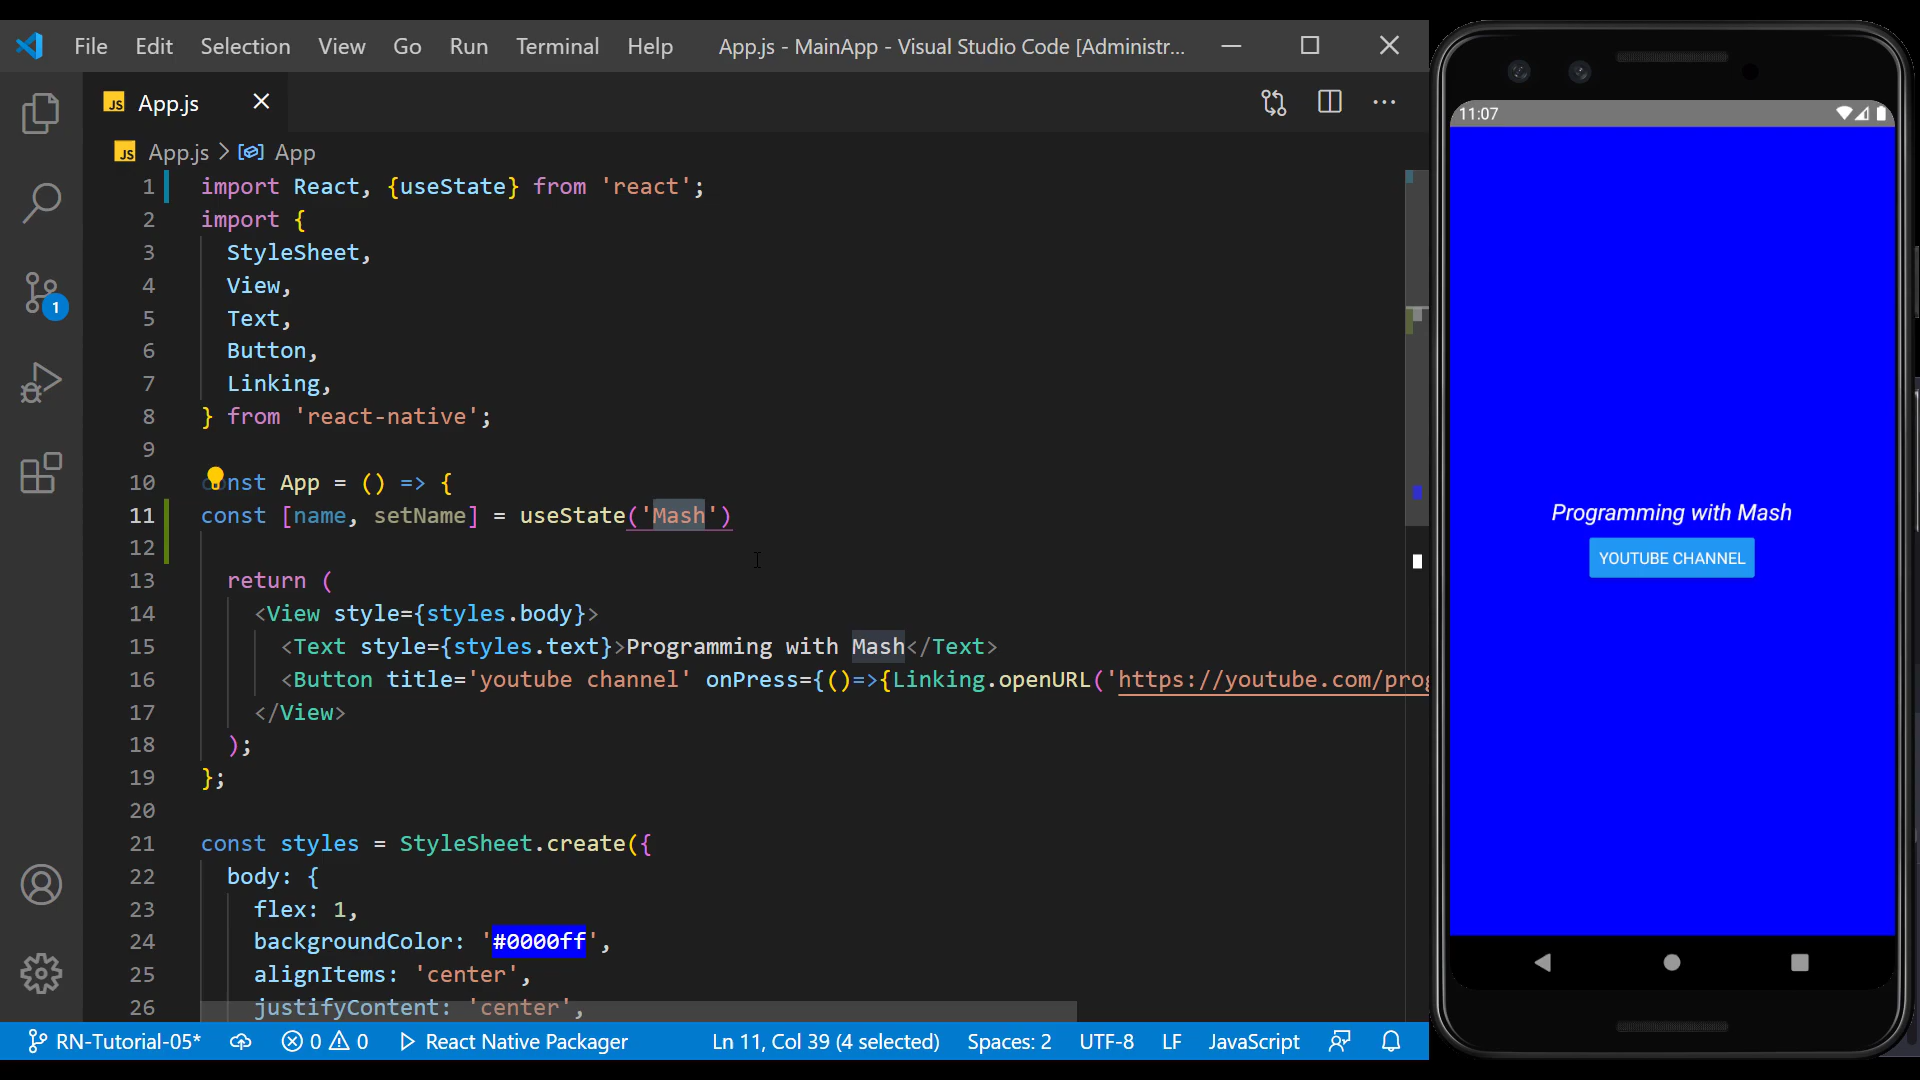 File Edit Selection View Go Run Terminal Help App.js - MainApp - Visual Studio Code [Administr...
JS App.js
JS App.js > App
1 import React, {useState} from 'react';
2 import {
3 StyleSheet,
4 View,
5 Text,
6 Button,
7 Linking,
8 } from 'react-native';
9
10 const App = () => {
11 const [name, setName] = useState('Mash')
12
13 return (
14 <View style={styles.body}>
15 <Text style={styles.text}>Programming with Mash</Text>
16 <Button title='youtube channel' onPress={()=>{Linking.openURL('https://youtube.com/prog
17 </View>
18 );
19 };
20
21 const styles = StyleSheet.create({
22 body: {
23 flex: 1,
24 backgroundColor: '#0000ff',
25 alignItems: 'center',
26 justifyContent: 'center',
1
RN-Tutorial-05* 0 0 React Native Packager Ln 11, Col 39 (4 selected) Spaces: 2 UTF-8 LF JavaScript
11:07
Programming with Mash
YOUTUBE CHANNEL